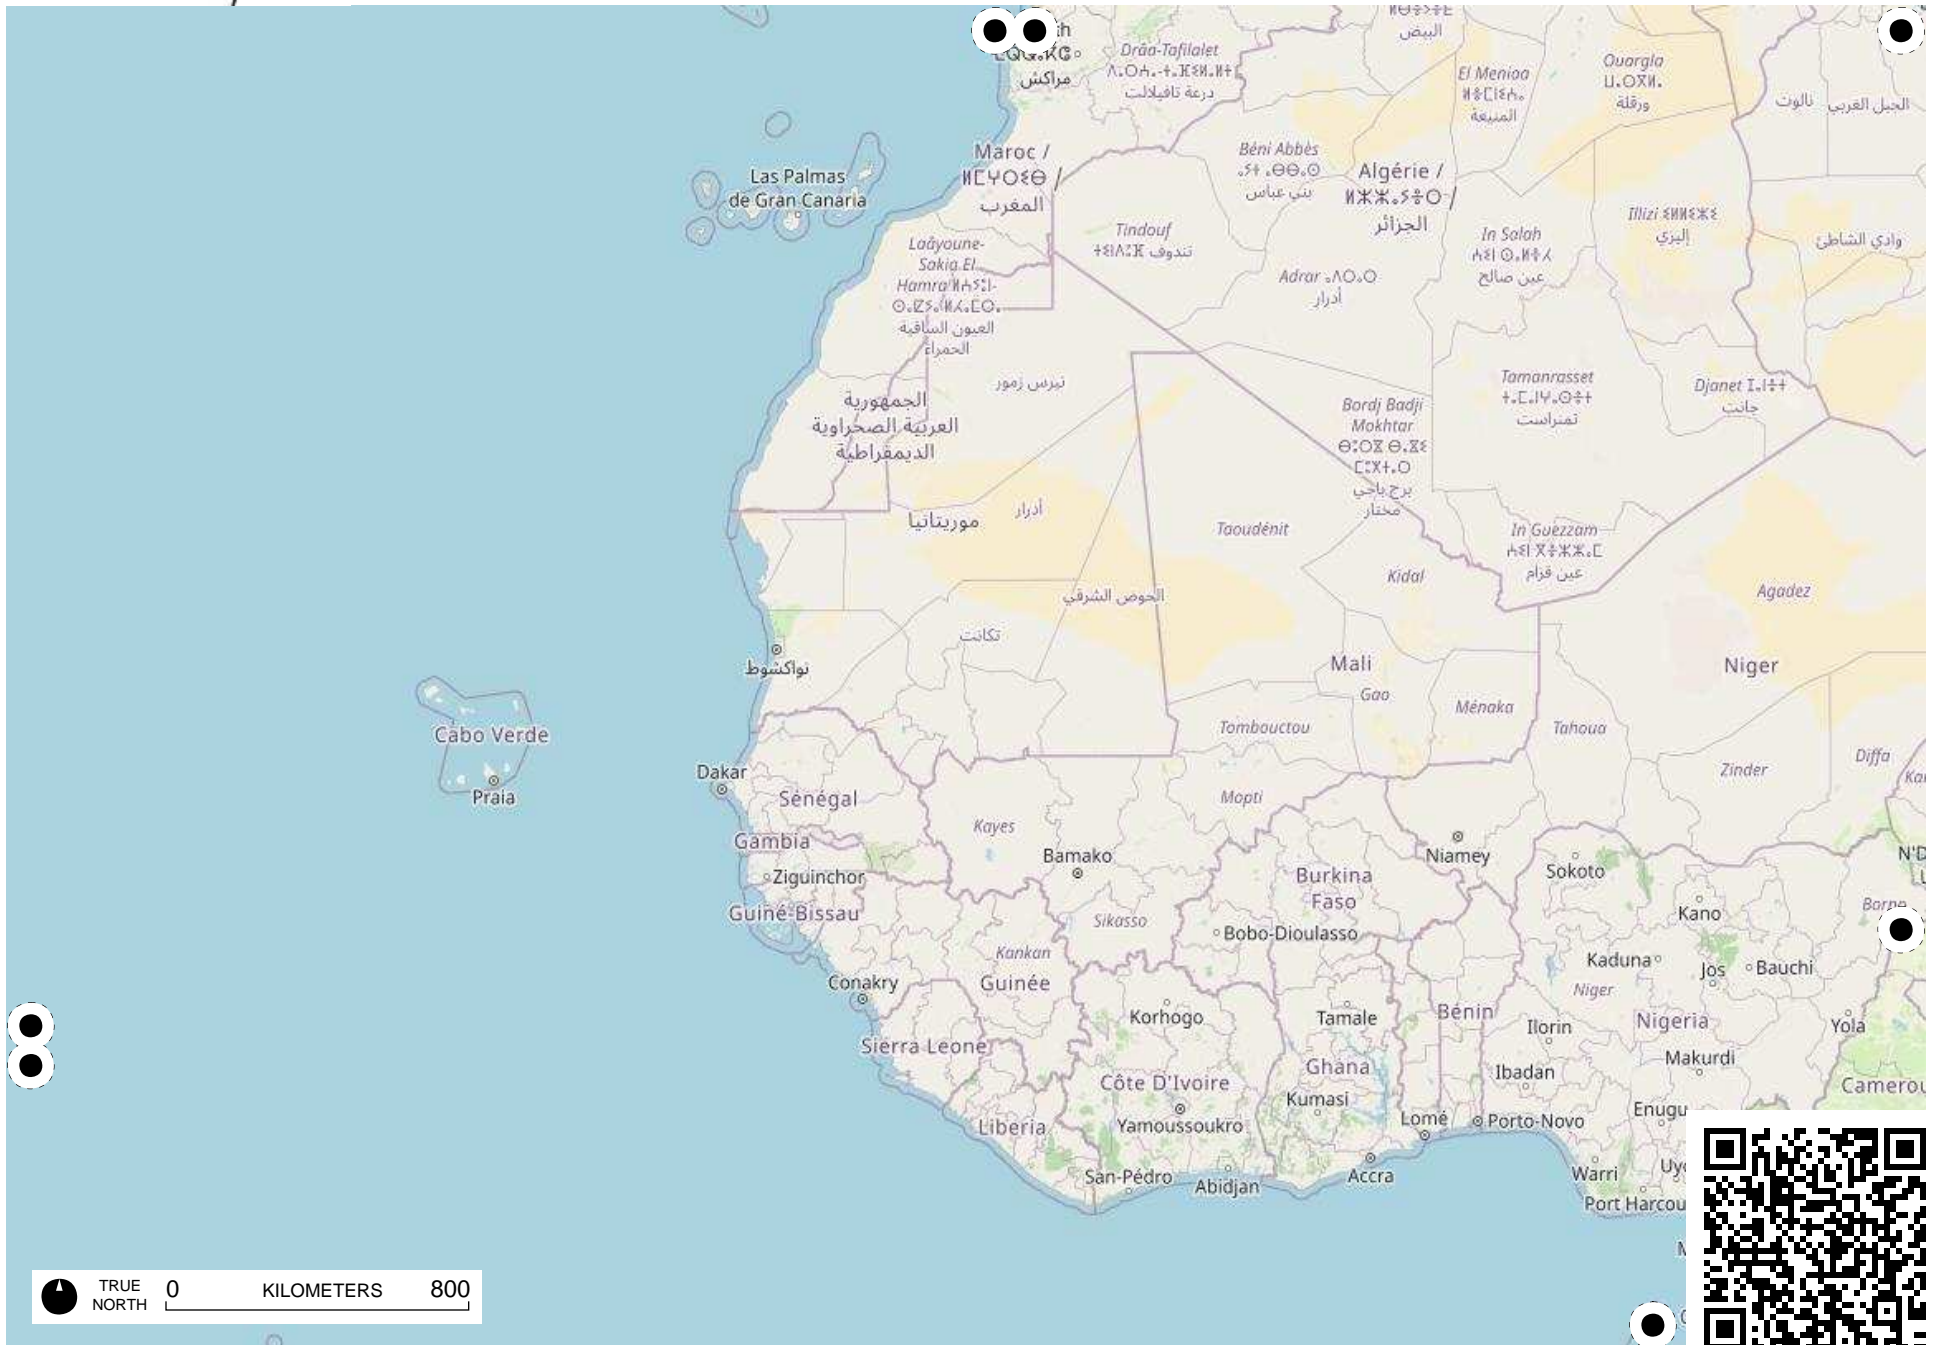 البيض
Drâa-Tafilalet
درعة تافيلالت
مراكش
El Menioa
المنيعة
Ouargla
ورقلة
نالوت
الجبل الغربي
Maroc /
ⵍⵎⵖⵔⵉⴱ /
المغرب
Béni Abbès
بني عباس
Algérie /
الجزائر
Las Palmas
de Gran Canaria
Tindouf
تندوف
In Salah
عين صالح
Illizi ⵉⵍⵍⵉⵣⵉ
إليزي
وادي الشاطئ
Laâyoune-
Sakia El
Hamra
العيون الساقية
الحمراء
Adrar ⴰⴷⵔⴰⵔ
أدرار
تيرس زمور
Tamanrasset
تمنراست
Djanet
جانت
الجمهورية
العربية الصحراوية
الديمقراطية
Bordj Badji
Mokhtar
برج باجي
مختار
موريتانيا
أدرار
Taoudénit
In Guezzam
عين قزام
Kidal
الحوض الشرقي
Agadez
تكانت
نواكشوط
Mali
Gao
Niger
Ménaka
Tombouctou
Tahoua
Cabo Verde
Praia
Dakar
Sénégal
Zinder
Diffa
Mopti
Kayes
Gambia
Bamako
Niamey
Sokoto
Ziguinchor
Burkina
Faso
Guiné-Bissau
Sikasso
Kano
Bobo-Dioulasso
Kankan
Kaduna
Jos
Bauchi
Conakry
Guinée
Niger
Korhogo
Tamale
Bénin
Ilorin
Nigeria
Yola
Sierra Leone
Ghana
Makurdi
Ibadan
Côte D'Ivoire
Kumasi
Camerou
Liberia
Yamoussoukro
Lomé
Porto-Novo
Enugu
San-Pédro
Abidjan
Accra
Warri
Port Harcou
TRUE
NORTH
0 KILOMETERS 800